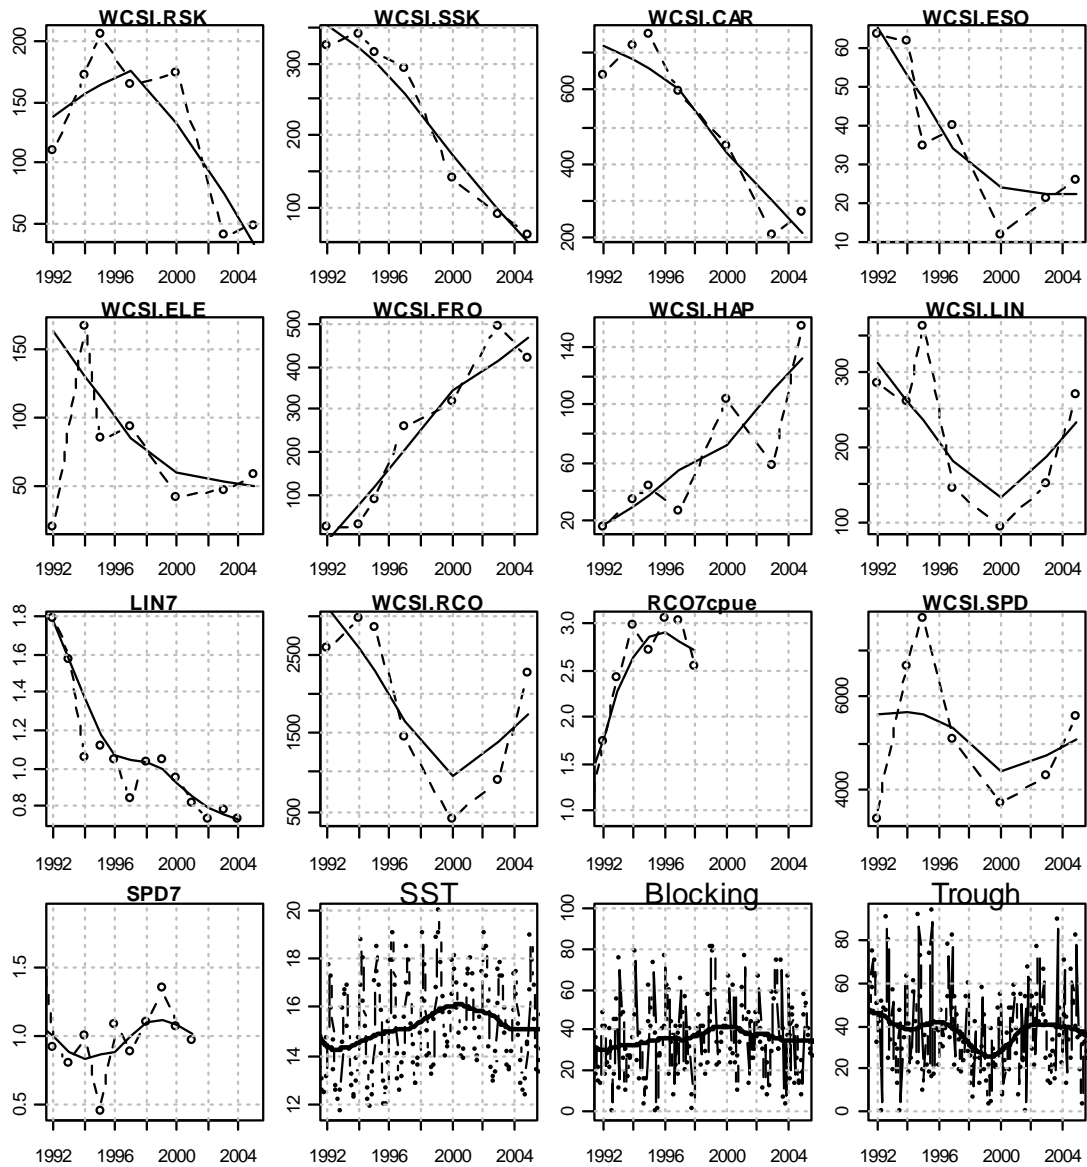 WCSI.RSK
WCSI.SSK
WCSI.CAR
WCSI.ESO
200
150
100
50
300
200
100
600
400
200
60
50
40
30
20
10
1992 1996 2000 2004
1992 1996 2000 2004
1992 1996 2000 2004
1992 1996 2000 2004
WCSI.ELE
WCSI.FRO
WCSI.HAP
WCSI.LIN
150
100
50
500
400
300
200
100
140
100
60
20
300
200
100
1992 1996 2000 2004
1992 1996 2000 2004
1992 1996 2000 2004
1992 1996 2000 2004
LIN7
WCSI.RCO
RCO7cpue
WCSI.SPD
1.8
1.6
1.4
1.2
1.0
0.8
2500
1500
500
3.0
2.5
2.0
1.5
1.0
6000
4000
1992 1996 2000 2004
1992 1996 2000 2004
1992 1996 2000 2004
1992 1996 2000 2004
SPD7
SST
Blocking
Trough
1.5
1.0
0.5
20
18
16
14
12
100
80
60
40
20
0
80
60
40
20
0
1992 1996 2000 2004
1992 1996 2000 2004
1992 1996 2000 2004
1992 1996 2000 2004